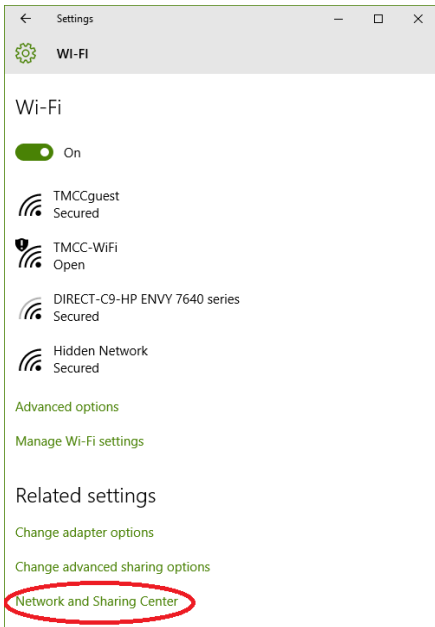 Settings
WI-FI
Wi-Fi
On
TMCCguest
Secured
TMCC-WiFi
Open
DIRECT-C9-HP ENVY 7640 series
Secured
Hidden Network
Secured
Advanced options
Manage Wi-Fi settings
Related settings
Change adapter options
Change advanced sharing options
Network and Sharing Center